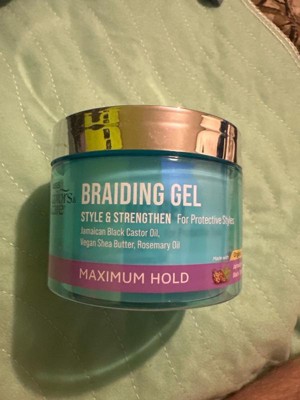 BRAIDING GEL
STYLE & STRENGTHEN For Protective Styles
Jamaican Black Castor Oil,
Vegan Shea Butter, Rosemary Oil
MAXIMUM HOLD